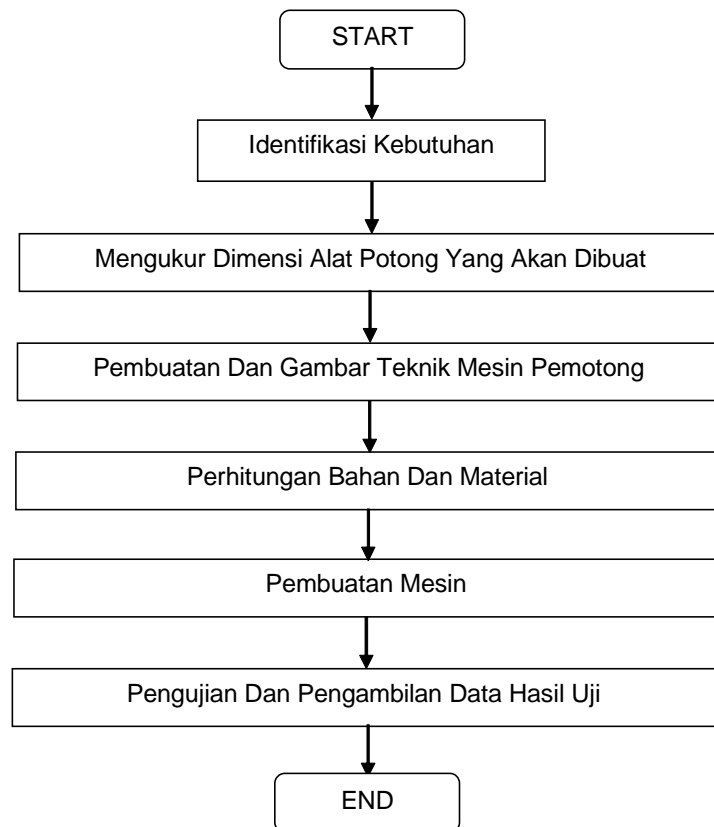 START
Identifikasi Kebutuhan
Mengukur Dimensi Alat Potong Yang Akan Dibuat
Pembuatan Dan Gambar Teknik Mesin Pemotong
Perhitungan Bahan Dan Material
Pembuatan Mesin
Pengujian Dan Pengambilan Data Hasil Uji
END